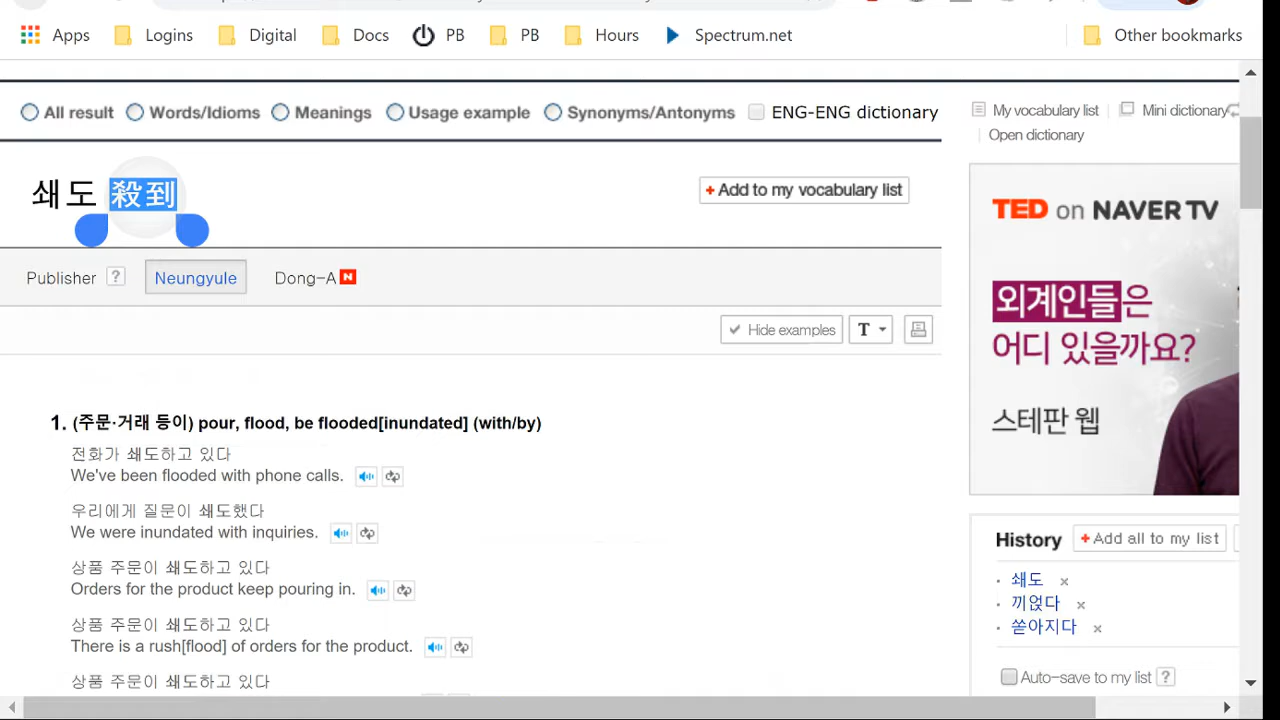 Apps Logins Digital Docs PB PB Hours Spectrum.net Other bookmarks
All result Words/Idioms Meanings Usage example Synonyms/Antonyms ENG-ENG dictionary
My vocabulary list Mini dictionary
Open dictionary
쇄도 殺到
+ Add to my vocabulary list
Publisher ? Neungyule Dong-A N
Hide examples T
TED on NAVER TV
외계인들은
어디 있을까요?
스테판 웹
1. (주문·거래 등이) pour, flood, be flooded[inundated] (with/by)
전화가 쇄도하고 있다
We've been flooded with phone calls.
우리에게 질문이 쇄도했다
We were inundated with inquiries.
상품 주문이 쇄도하고 있다
Orders for the product keep pouring in.
상품 주문이 쇄도하고 있다
There is a rush[flood] of orders for the product.
상품 주문이 쇄도하고 있다
History + Add all to my list
· 쇄도 ×
· 끼얹다 ×
· 쏟아지다 ×
Auto-save to my list ?